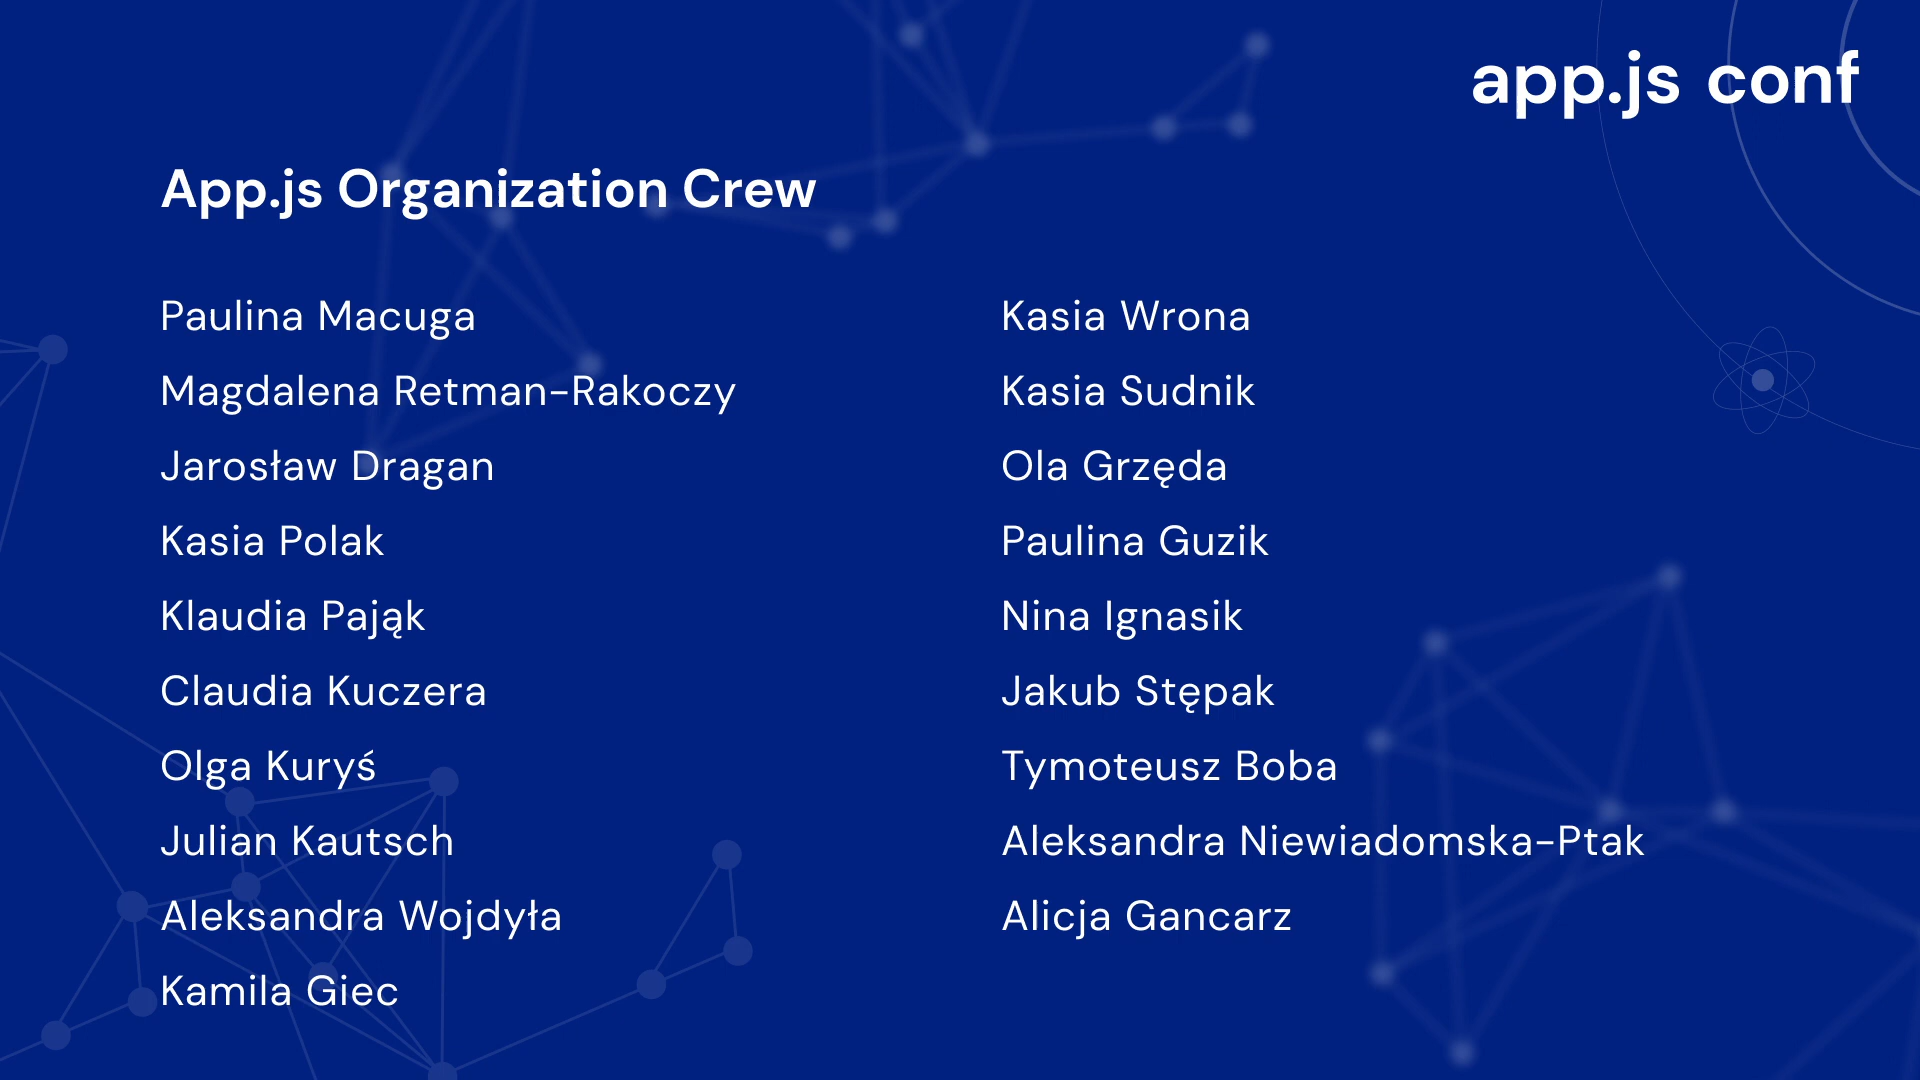 app.js conf
App.js Organization Crew
Paulina Macuga
Magdalena Retman-Rakoczy
Jarosław Dragan
Kasia Polak
Klaudia Pająk
Claudia Kuczera
Olga Kuryś
Julian Kautsch
Aleksandra Wojdyła
Kamila Giec
Kasia Wrona
Kasia Sudnik
Ola Grzęda
Paulina Guzik
Nina Ignasik
Jakub Stępak
Tymoteusz Boba
Aleksandra Niewiadomska-Ptak
Alicja Gancarz